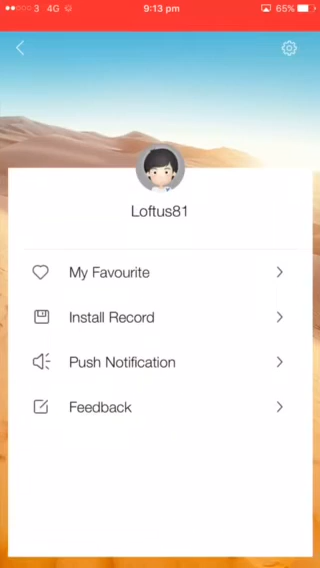 3 4G 9:13 pm 65%
Loftus81
My Favourite
Install Record
Push Notification
Feedback